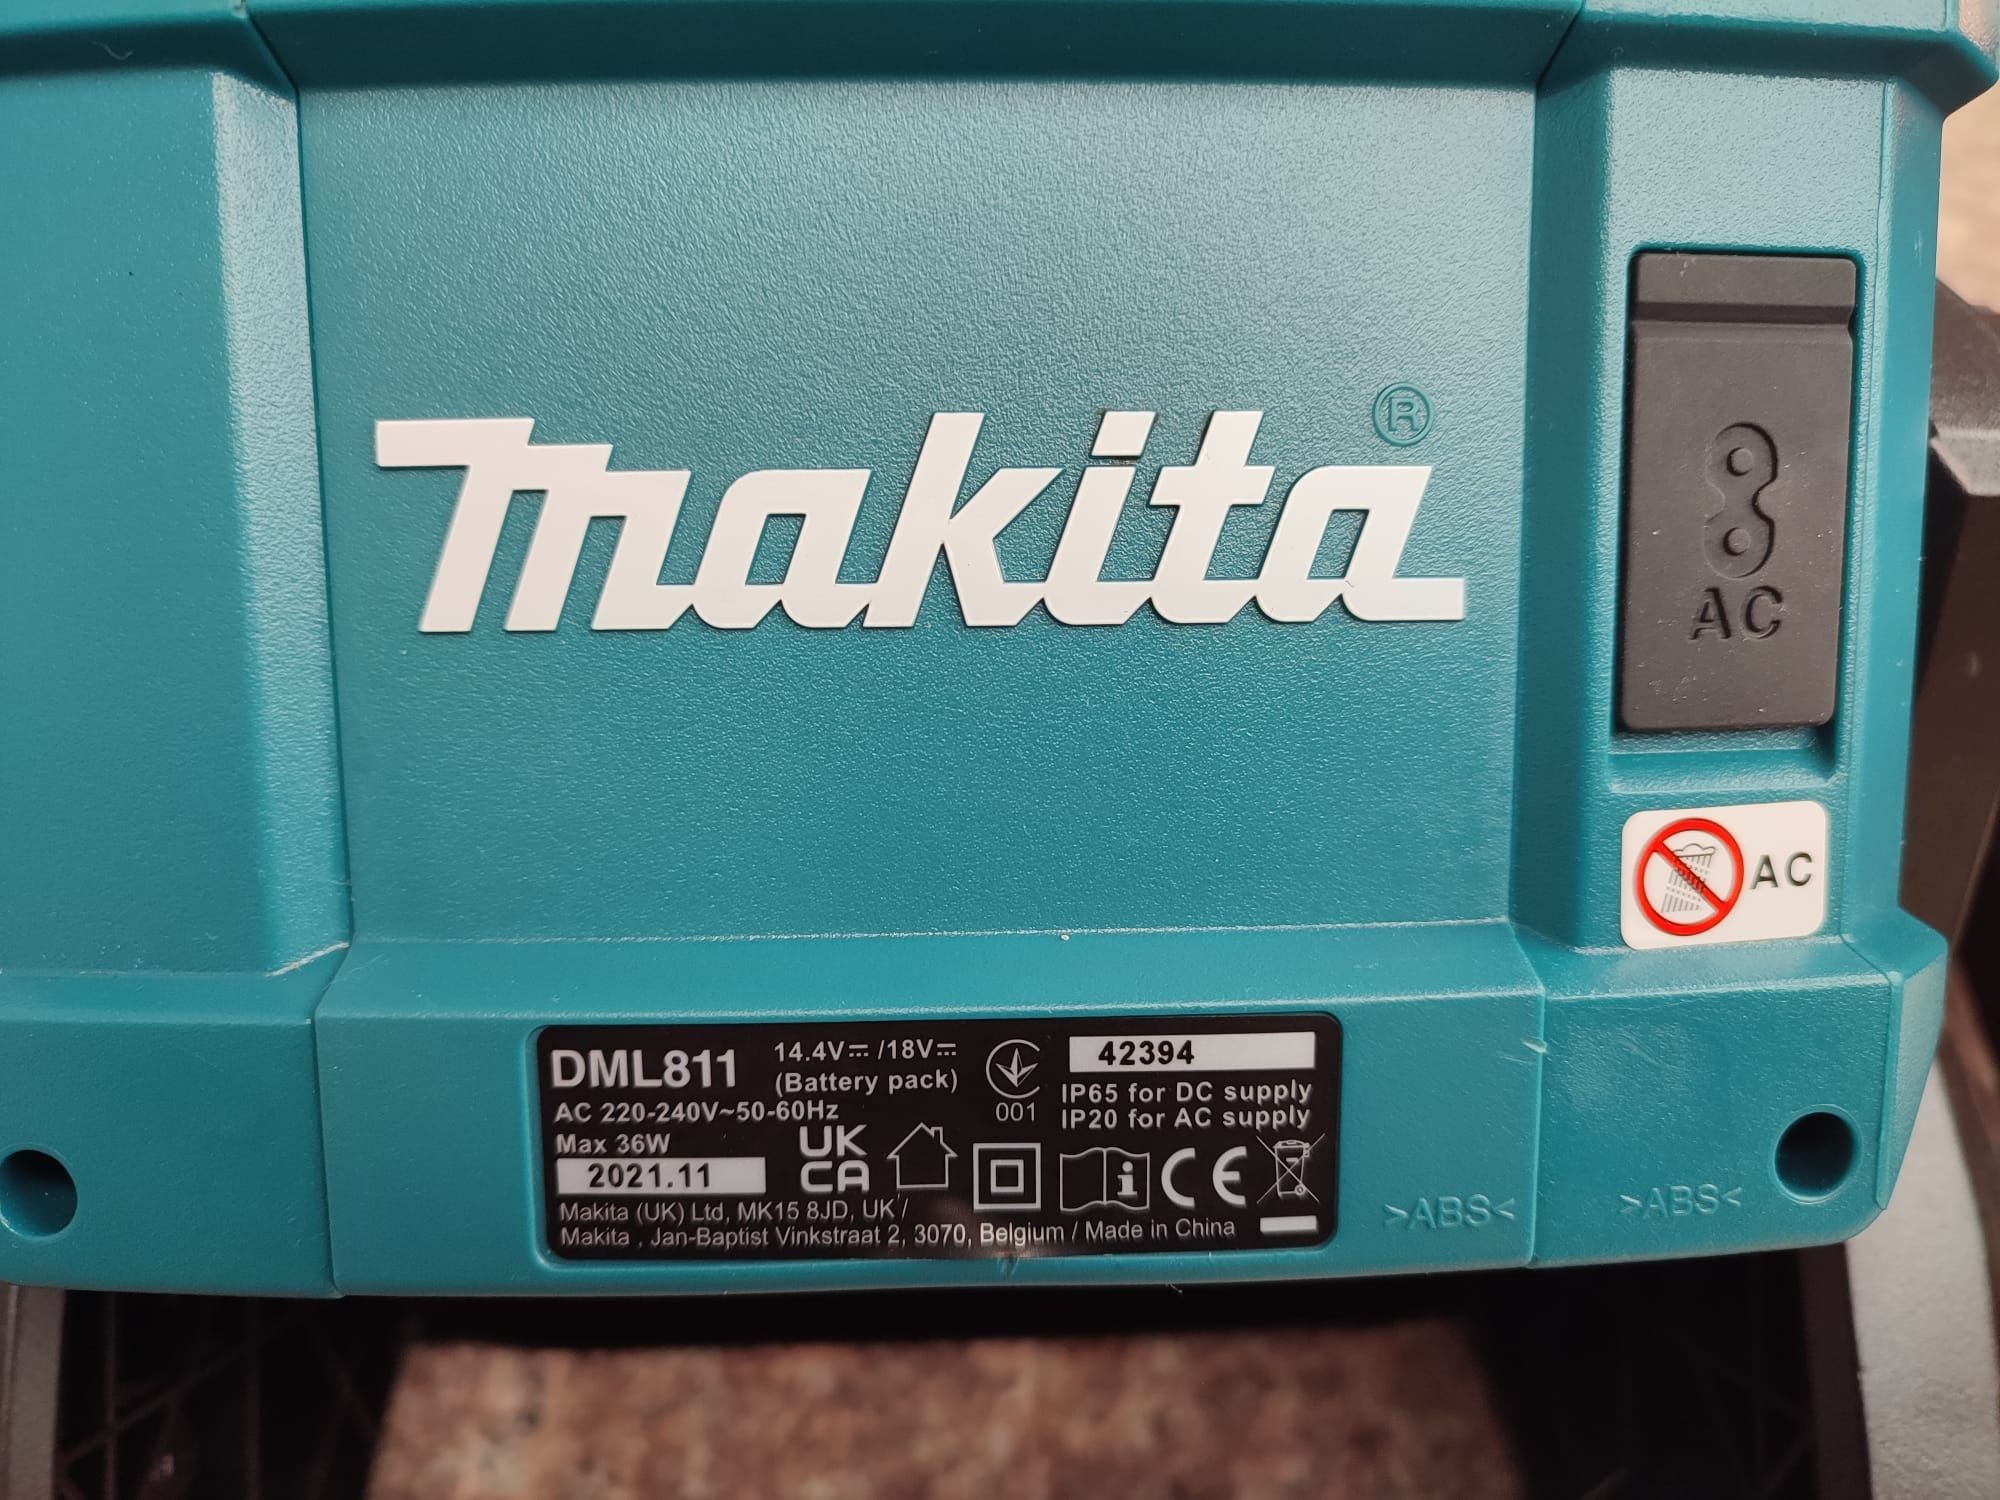 makita®
AC
AC
DML811
14.4V⎓ /18V⎓
(Battery pack)
AC 220-240V~50-60Hz
Max 36W
2021.11
UK
CA
001
42394
IP65 for DC supply
IP20 for AC supply
i
CE
Makita (UK) Ltd, MK15 8JD, UK /
Makita , Jan-Baptist Vinkstraat 2, 3070, Belgium / Made in China
>ABS<
>ABS<